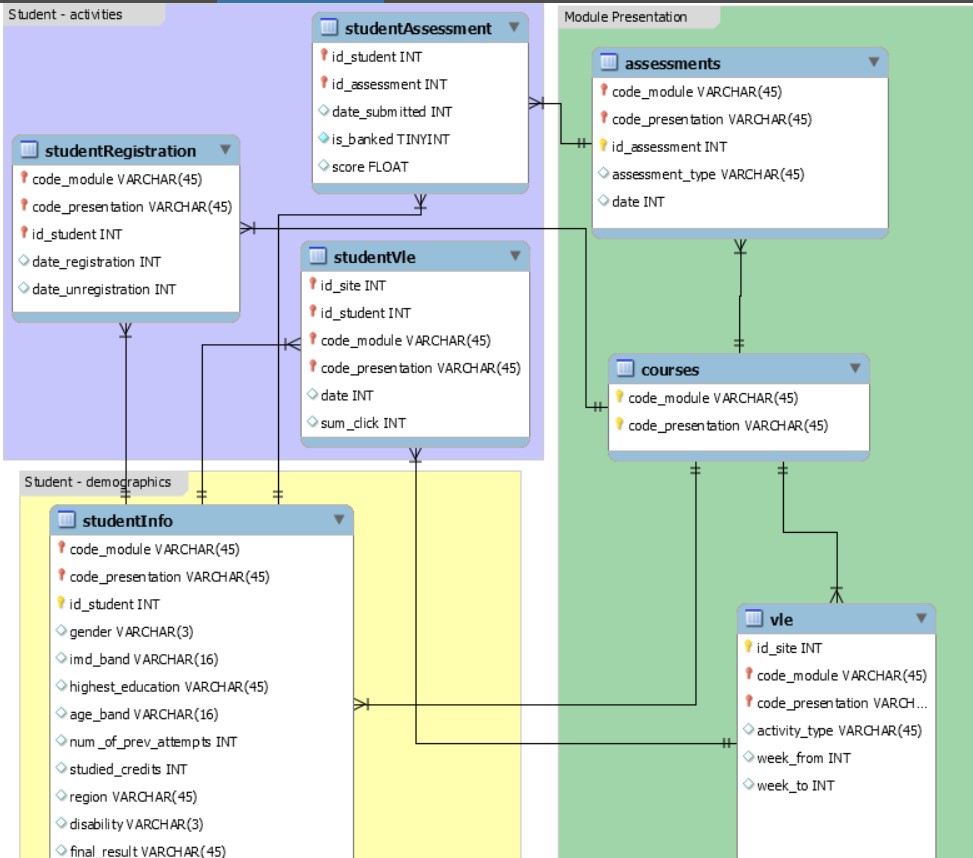 Student - activities
studentAssessment
id_student INT
id_assessment INT
date_submitted INT
is_banked TINYINT
score FLOAT
studentRegistration
code_module VARCHAR(45)
code_presentation VARCHAR(45)
id_student INT
date_registration INT
date_unregistration INT
studentVle
id_site INT
id_student INT
code_module VARCHAR(45)
code_presentation VARCHAR(45)
date INT
sum_click INT
Student - demographics
studentInfo
code_module VARCHAR(45)
code_presentation VARCHAR(45)
id_student INT
gender VARCHAR(3)
imd_band VARCHAR(16)
highest_education VARCHAR(45)
age_band VARCHAR(16)
num_of_prev_attempts INT
studied_credits INT
region VARCHAR(45)
disability VARCHAR(3)
final_result VARCHAR(45)
Module Presentation
assessments
code_module VARCHAR(45)
code_presentation VARCHAR(45)
id_assessment INT
assessment_type VARCHAR(45)
date INT
courses
code_module VARCHAR(45)
code_presentation VARCHAR(45)
vle
id_site INT
code_module VARCHAR(45)
code_presentation VARCH...
activity_type VARCHAR(45)
week_from INT
week_to INT